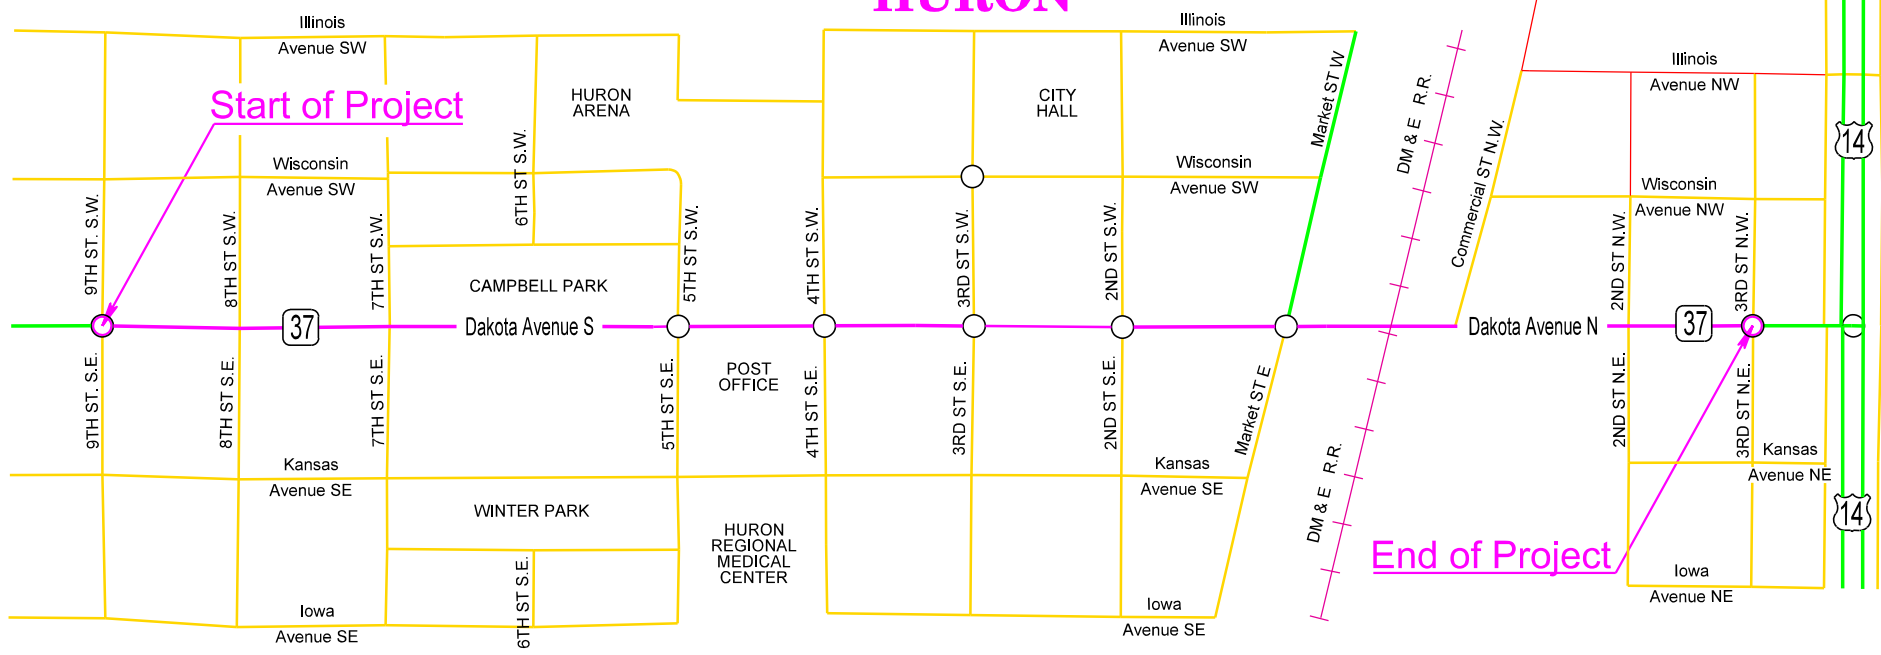 HURON
Illinois
Avenue SW
Illinois
Avenue SW
Illinois
Avenue NW
HURON
ARENA
CITY
HALL
Start of Project
Market ST W
DM & E R.R.
Commercial ST N.W.
14
6TH ST S.W.
Wisconsin
Avenue SW
Wisconsin
Avenue SW
Wisconsin
Avenue NW
9TH ST. S.W.
8TH ST S.W.
7TH ST S.W.
5TH ST S.W.
4TH ST S.W.
3RD ST S.W.
2ND ST S.W.
2ND ST N.W.
3RD ST N.W.
CAMPBELL PARK
37
Dakota Avenue S
Dakota Avenue N
37
9TH ST. S.E.
8TH ST S.E.
7TH ST S.E.
5TH ST S.E.
POST
OFFICE
4TH ST S.E.
3RD ST S.E.
2ND ST S.E.
Market ST E
2ND ST N.E.
3RD ST N.E.
Kansas
Avenue SE
Kansas
Avenue SE
Kansas
Avenue NE
WINTER PARK
HURON
REGIONAL
MEDICAL
CENTER
DM & E R.R.
14
End of Project
6TH ST S.E.
Iowa
Avenue SE
Iowa
Avenue SE
Iowa
Avenue NE